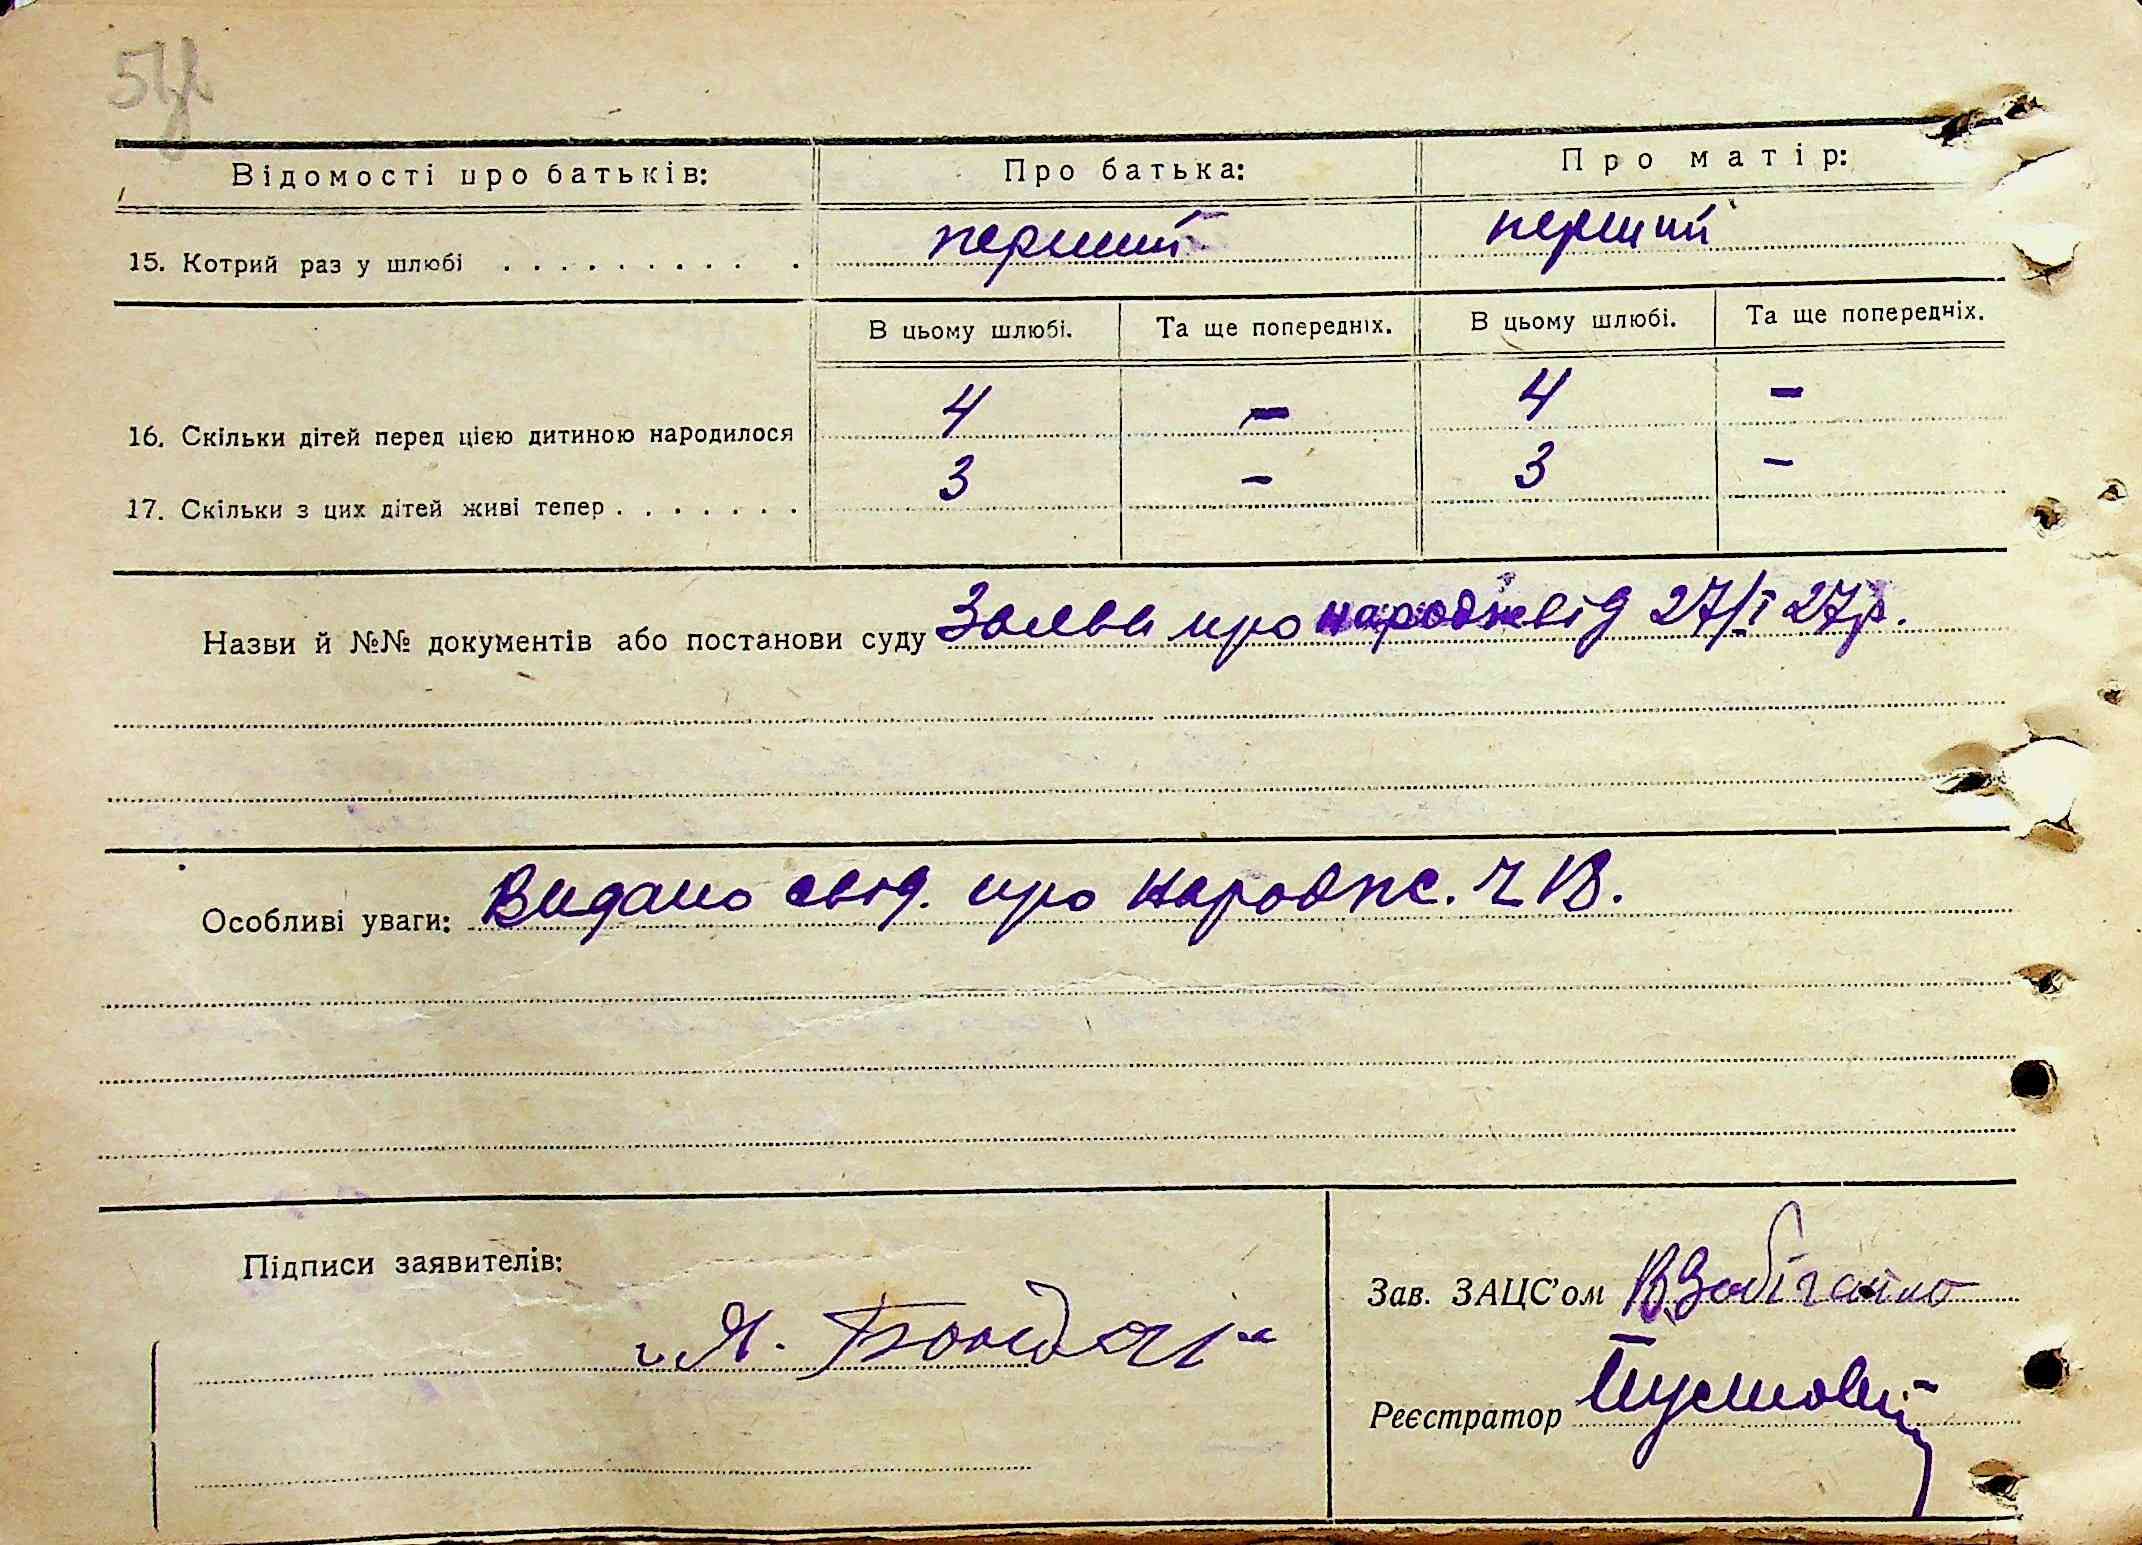 Відомості про батьків: Про батька: Про матір:
15. Котрий раз у шлюбі . . . . . . . . . . перший перший
В цьому шлюбі. Та ще попередніх. В цьому шлюбі. Та ще попередніх.
16. Скільки дітей перед цією дитиною народилося 4 - 4 -
17. Скільки з цих дітей живі тепер . . . . . . . 3 - 3 -
Назви й №№ документів або постанови суду Заява про народж від 27/I 27р.
Особливі уваги: Видано свід. про народж.
Підписи заявителів:
Я. Бондар
Зав. ЗАЦС'ом
Реєстратор